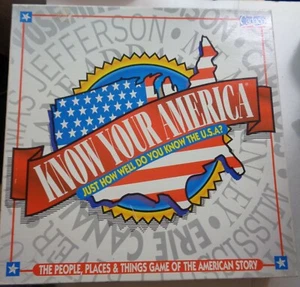 JEFFERSON
KNOW YOUR AMERICA
JUST HOW WELL DO YOU KNOW THE U.S.A?
ERIE CANAL
THE PEOPLE, PLACES & THINGS GAME OF THE AMERICAN STORY